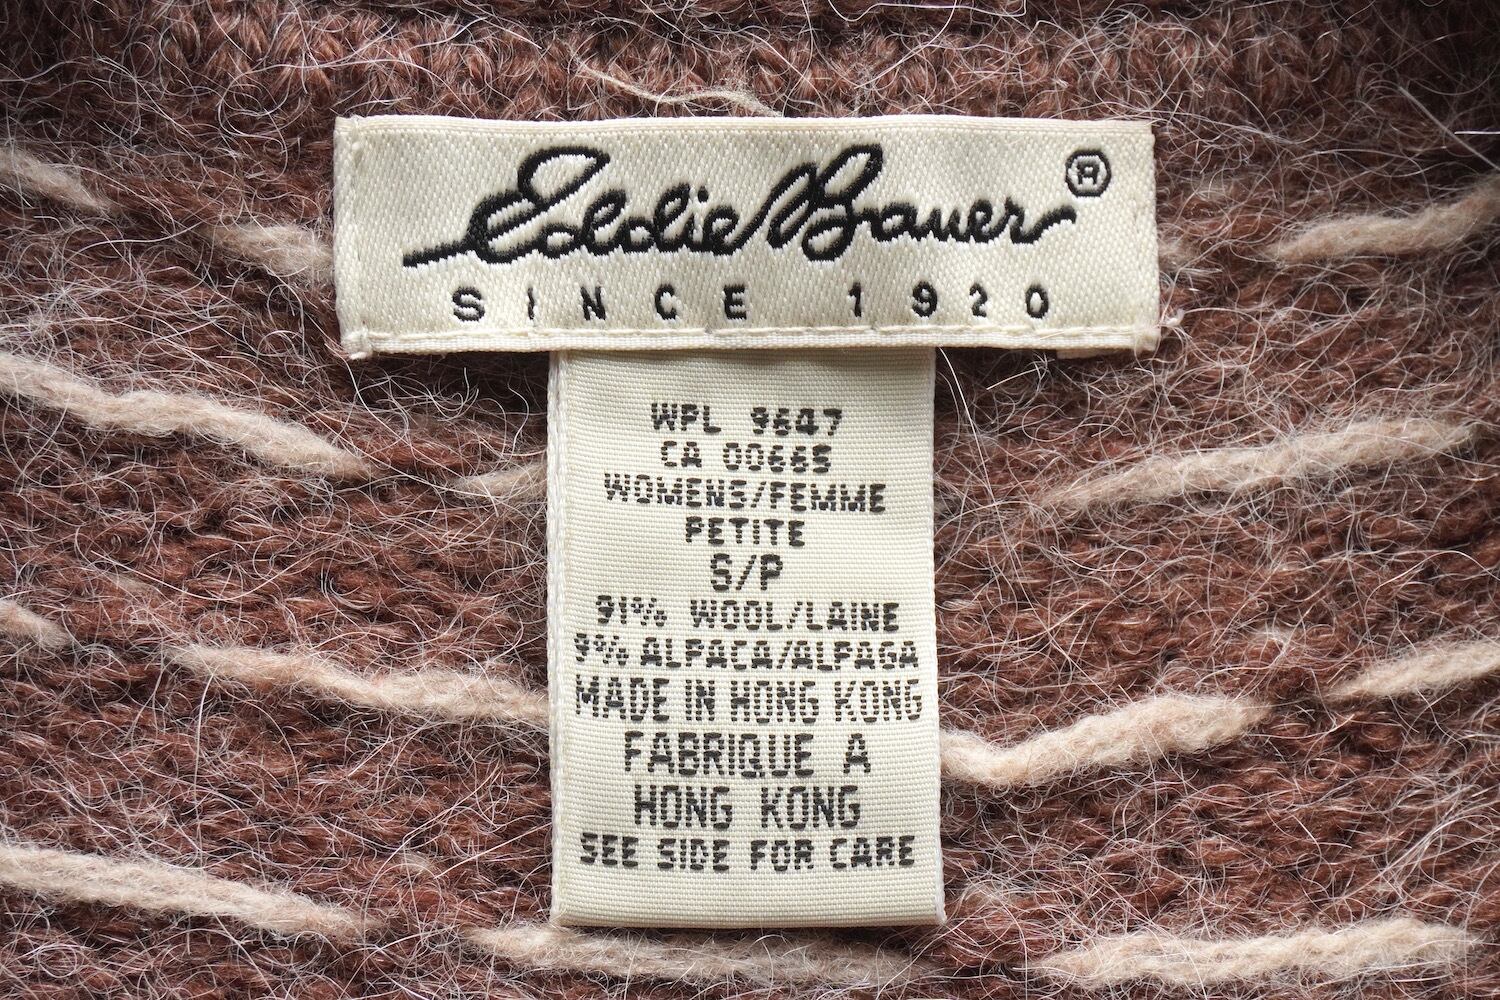 Eddie Bauer ®
SINCE 1920
WPL 9647
CA 00665
WOMENS/FEMME
PETITE
S/P
91% WOOL/LAINE
9% ALPACA/ALPAGA
MADE IN HONG KONG
FABRIQUE A
HONG KONG
SEE SIDE FOR CARE